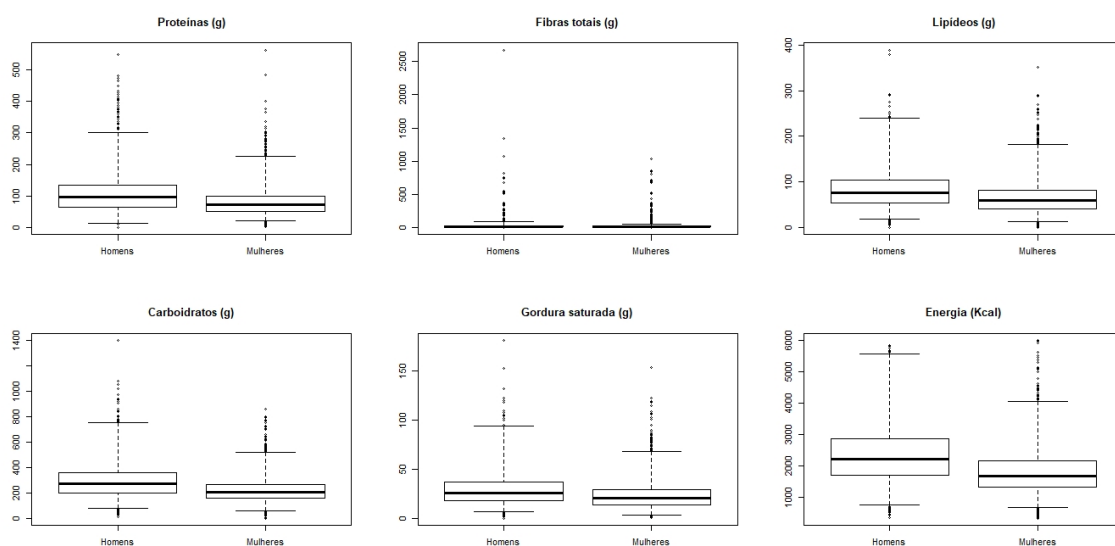 Proteínas (g)
0 100 200 300 400 500
Homens Mulheres
Fibras totais (g)
0 500 1000 1500 2000 2500
Homens Mulheres
Lipídeos (g)
0 100 200 300 400
Homens Mulheres
Carboidratos (g)
0 200 400 600 800 1000 1400
Homens Mulheres
Gordura saturada (g)
0 50 100 150
Homens Mulheres
Energia (Kcal)
1000 2000 3000 4000 5000 6000
Homens Mulheres